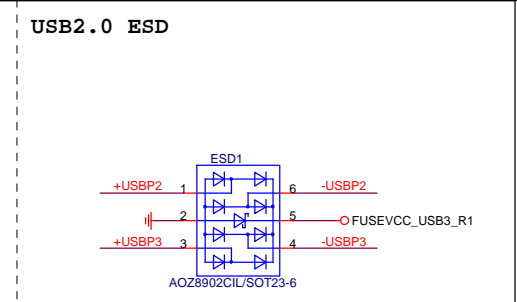 USB2.0 ESD
ESD1
+USBP2 1 6 -USBP2
2 5 FUSEVCC_USB3_R1
+USBP3 3 4 -USBP3
AOZ8902CIL/SOT23-6